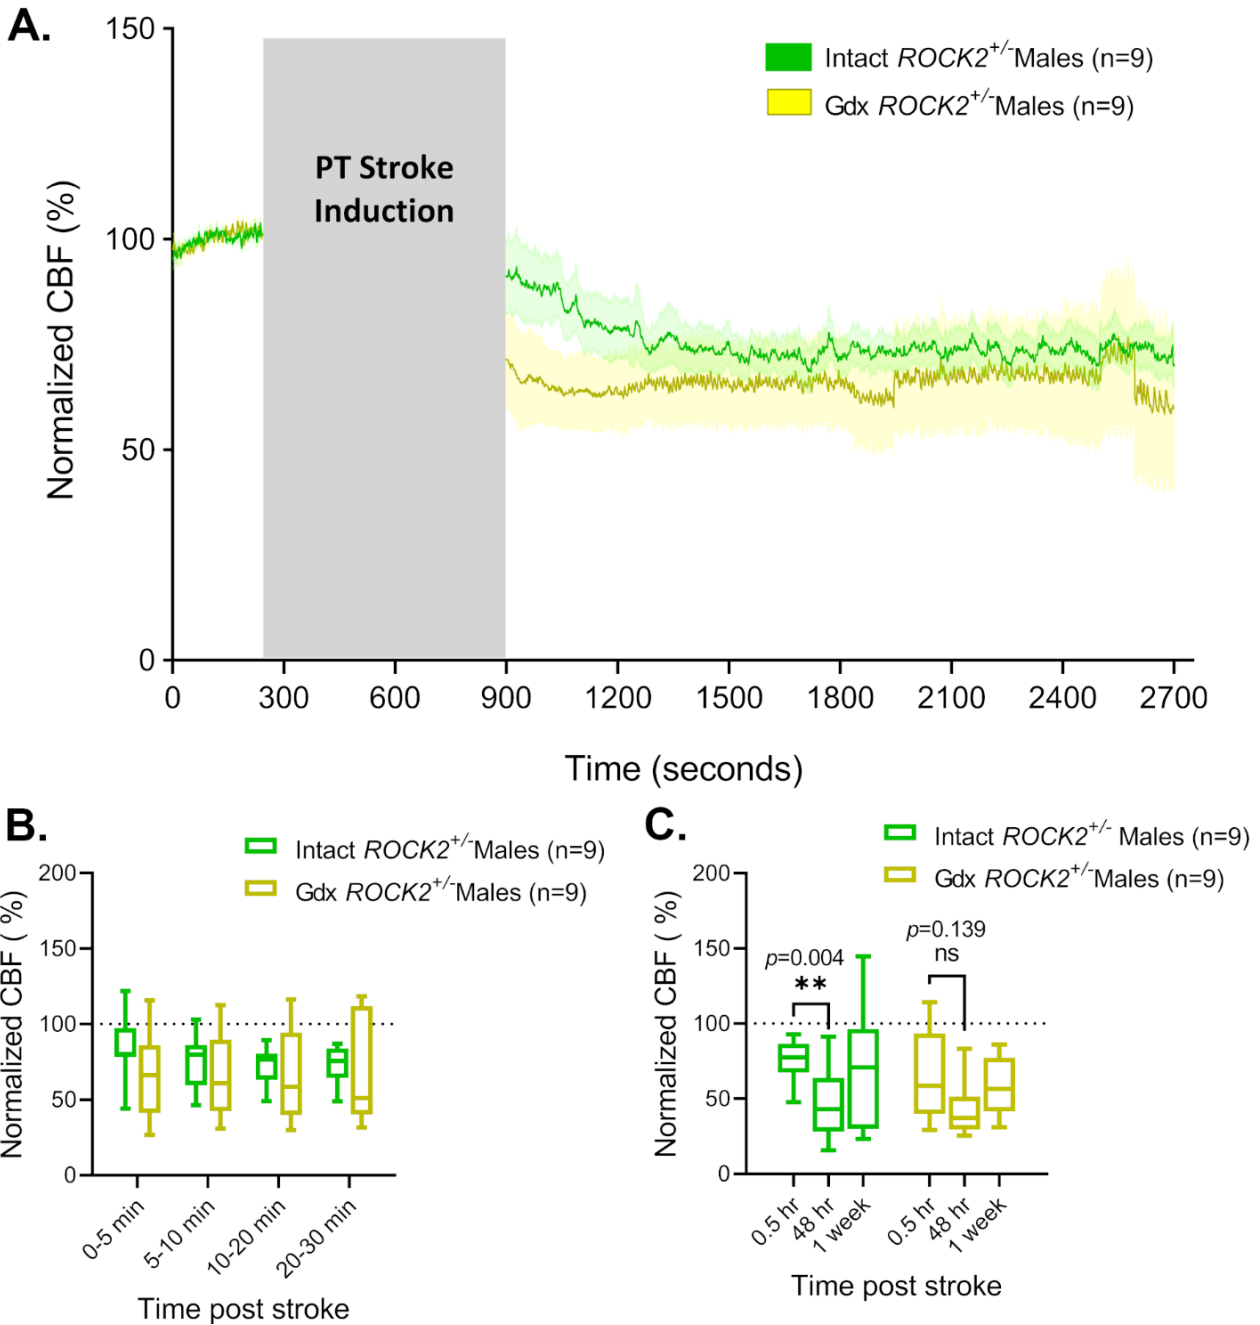 A.
150
100
50
0
Normalized CBF (%)
PT Stroke
Induction
Intact ROCK2+/-Males (n=9)
Gdx ROCK2+/-Males (n=9)
0 300 600 900 1200 1500 1800 2100 2400 2700
Time (seconds)
B.
Intact ROCK2+/-Males (n=9)
Gdx ROCK2+/-Males (n=9)
200
150
100
50
0
Normalized CBF ( %)
0-5 min 5-10 min 10-20 min 20-30 min
Time post stroke
C.
Intact ROCK2+/- Males (n=9)
Gdx ROCK2+/-Males (n=9)
200
150
100
50
0
Normalized CBF ( %)
p=0.004
**
p=0.139
ns
0.5 hr 48 hr 1 week 0.5 hr 48 hr 1 week
Time post stroke